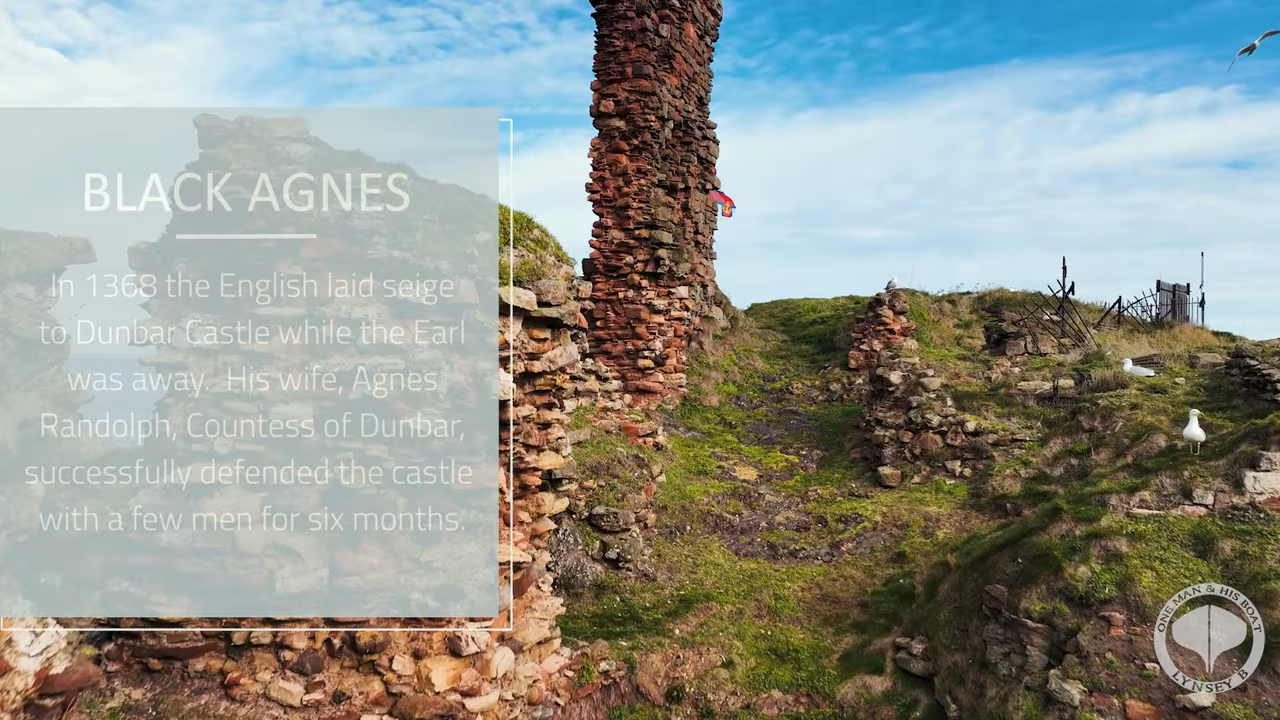 BLACK AGNES
In 1368 the English laid seige
to Dunbar Castle while the Earl
was away. His wife, Agnes
Randolph, Countess of Dunbar,
successfully defended the castle
with a few men for six months.
ONE MAN & HIS BOAT
LYNSEY B